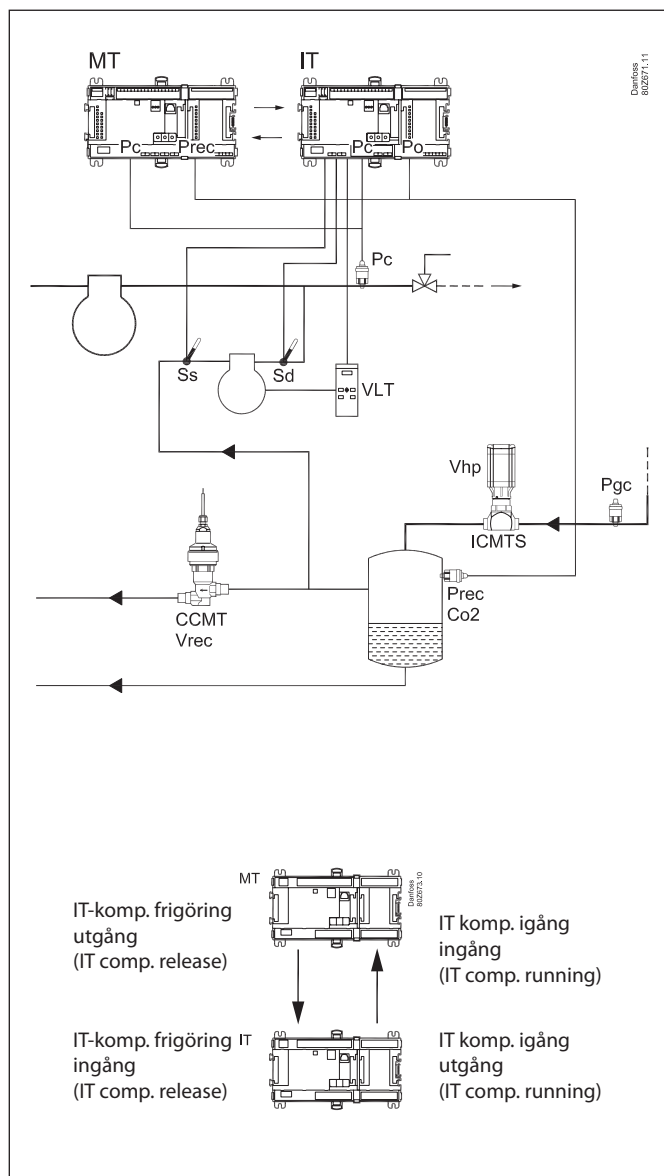 MT
IT
Danfoss
80Z671.11
Pc
Prec
Pc
Po
Pc
Ss
Sd
VLT
Vhp
Pgc
ICMTS
CCMT
Vrec
Prec
Co2
MT
Danfoss
80Z673.10
IT-komp. frigöring
utgång
(IT comp. release)
IT komp. igång
ingång
(IT comp. running)
IT-komp. frigöring
ingång
(IT comp. release)
IT
IT komp. igång
utgång
(IT comp. running)